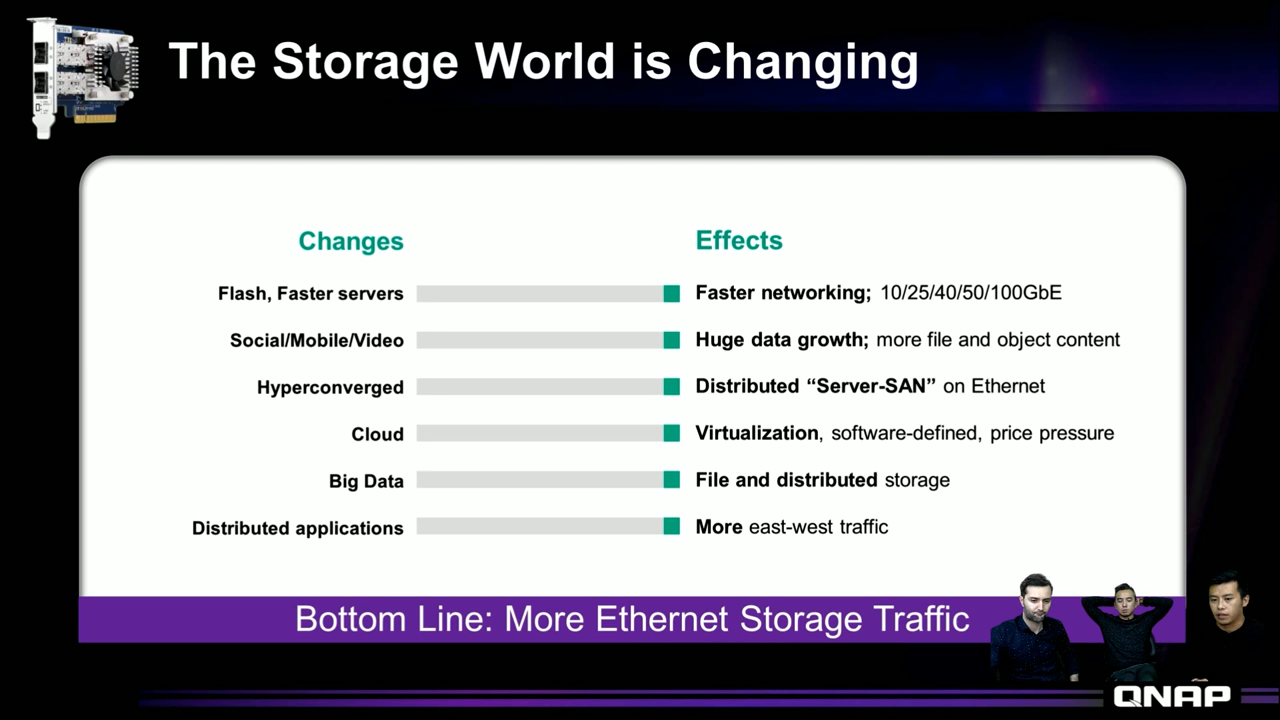 The Storage World is Changing
Changes Effects
Flash, Faster servers Faster networking; 10/25/40/50/100GbE
Social/Mobile/Video Huge data growth; more file and object content
Hyperconverged Distributed “Server-SAN” on Ethernet
Cloud Virtualization, software-defined, price pressure
Big Data File and distributed storage
Distributed applications More east-west traffic
Bottom Line: More Ethernet Storage Traffic
QNAP